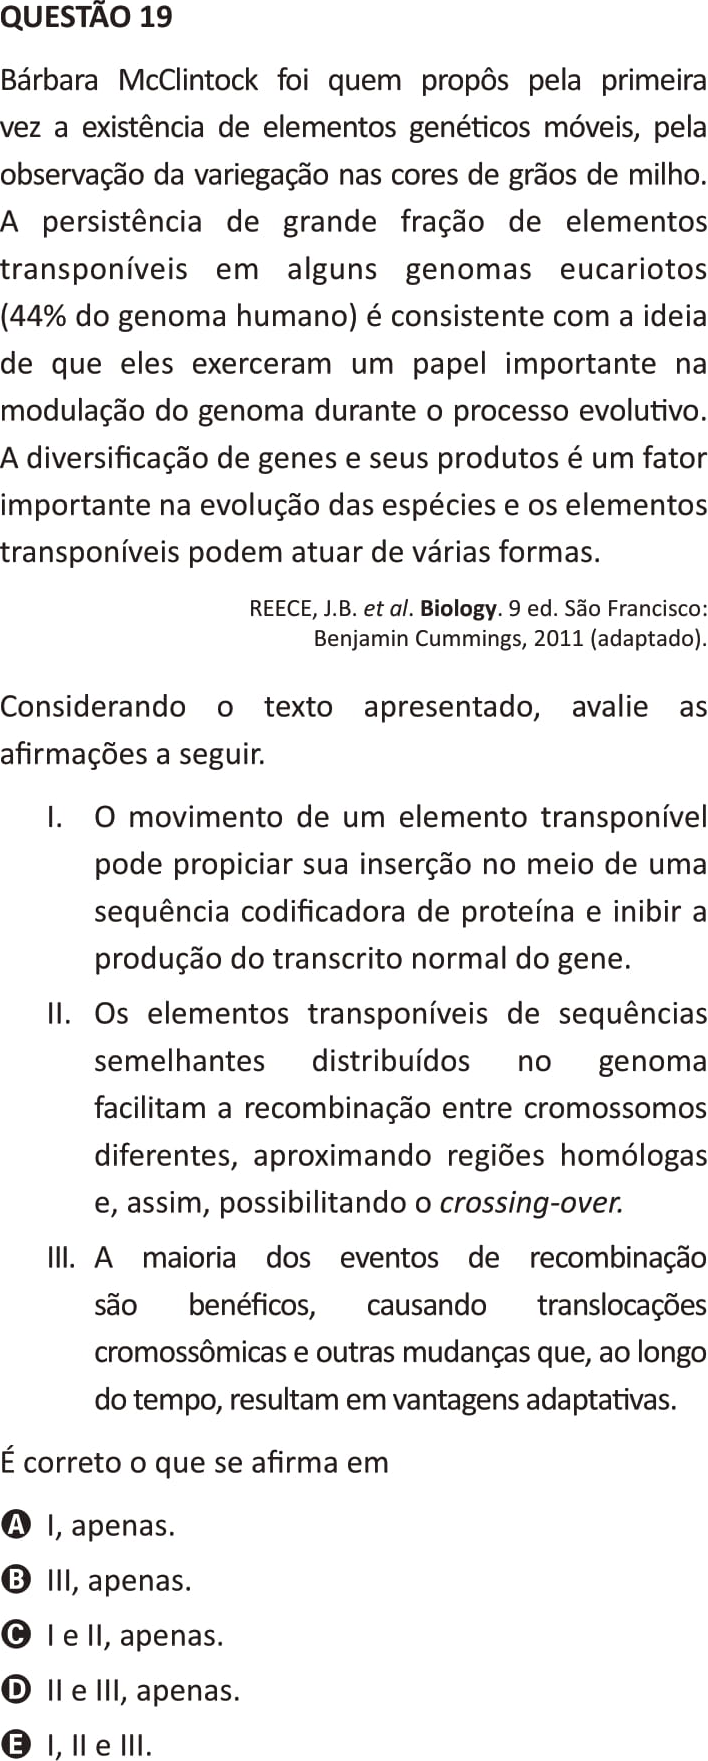 QUESTÃO 19
Bárbara McClintock foi quem propôs pela primeira
vez a existência de elementos genéticos móveis, pela
observação da variegação nas cores de grãos de milho.
A persistência de grande fração de elementos
transponíveis em alguns genomas eucariotos
(44% do genoma humano) é consistente com a ideia
de que eles exerceram um papel importante na
modulação do genoma durante o processo evolutivo.
A diversificação de genes e seus produtos é um fator
importante na evolução das espécies e os elementos
transponíveis podem atuar de várias formas.
REECE, J.B. et al. Biology. 9 ed. São Francisco:
Benjamin Cummings, 2011 (adaptado).
Considerando o texto apresentado, avalie as
afirmações a seguir.
I. O movimento de um elemento transponível
pode propiciar sua inserção no meio de uma
sequência codificadora de proteína e inibir a
produção do transcrito normal do gene.
II. Os elementos transponíveis de sequências
semelhantes distribuídos no genoma
facilitam a recombinação entre cromossomos
diferentes, aproximando regiões homólogas
e, assim, possibilitando o crossing-over.
III. A maioria dos eventos de recombinação
são benéficos, causando translocações
cromossômicas e outras mudanças que, ao longo
do tempo, resultam em vantagens adaptativas.
É correto o que se afirma em
A I, apenas.
B III, apenas.
C I e II, apenas.
D II e III, apenas.
E I, II e III.